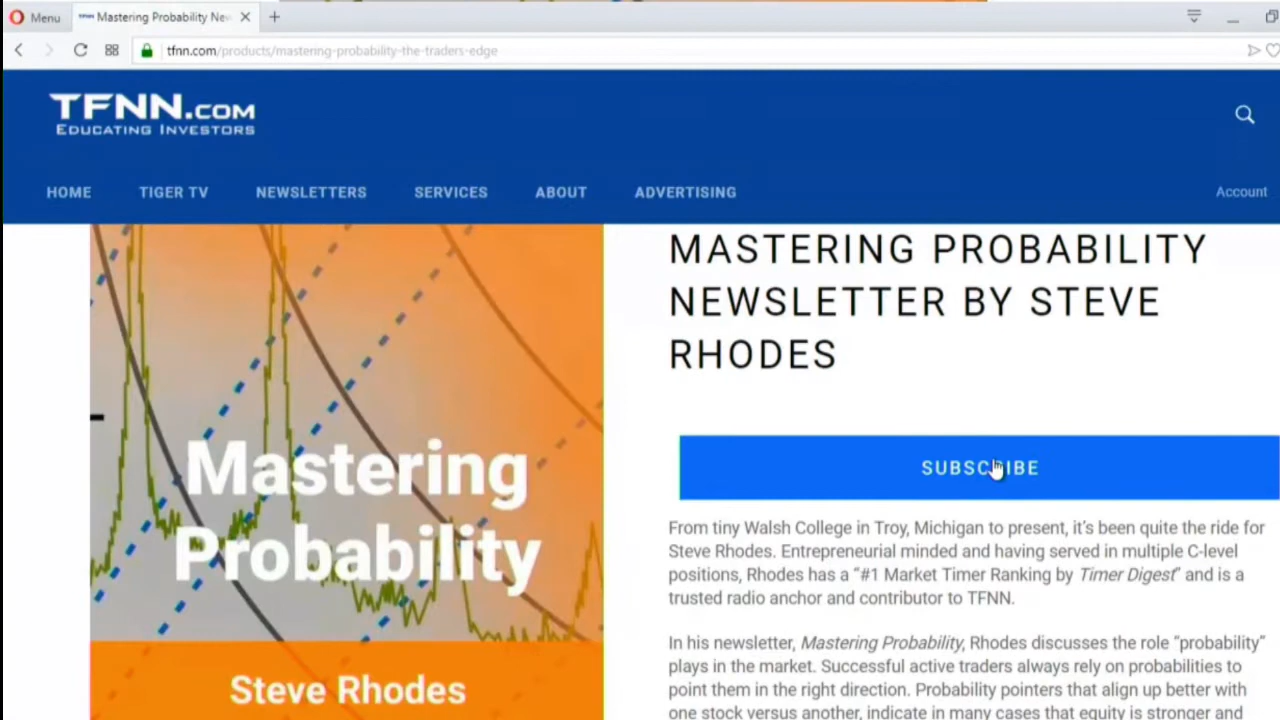 Menu
TFNN Mastering Probability New
tfnn.com/products/mastering-probability-the-traders-edge
TFNN.COM
EDUCATING INVESTORS
HOME TIGER TV NEWSLETTERS SERVICES ABOUT ADVERTISING Account
MASTERING PROBABILITY
NEWSLETTER BY STEVE
RHODES
Mastering
Probability
Steve Rhodes
SUBSCRIBE
From tiny Walsh College in Troy, Michigan to present, it's been quite the ride for
Steve Rhodes. Entrepreneurial minded and having served in multiple C-level
positions, Rhodes has a “#1 Market Timer Ranking by Timer Digest” and is a
trusted radio anchor and contributor to TFNN.
In his newsletter, Mastering Probability, Rhodes discusses the role “probability”
plays in the market. Successful active traders always rely on probabilities to
point them in the right direction. Probability pointers that align up better with
one stock versus another, indicate in many cases that equity is stronger and